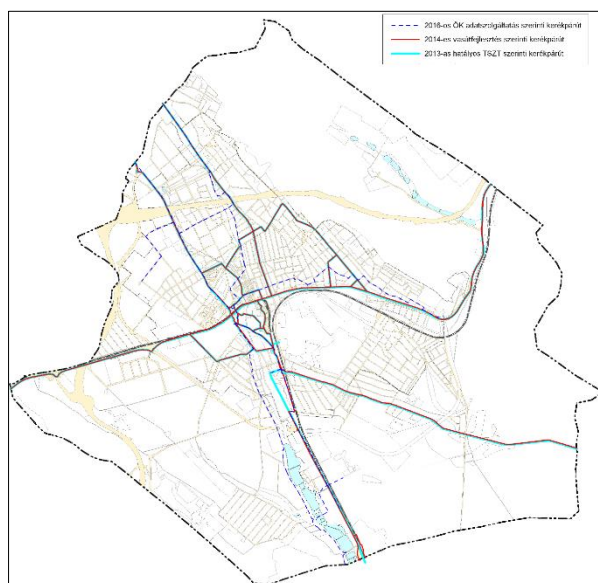 2016-os ÖK adatszolgáltatás szerinti kerékpárút
2014-es vasútfejlesztés szerinti kerékpárút
2013-as hatályos TSZT szerinti kerékpárút